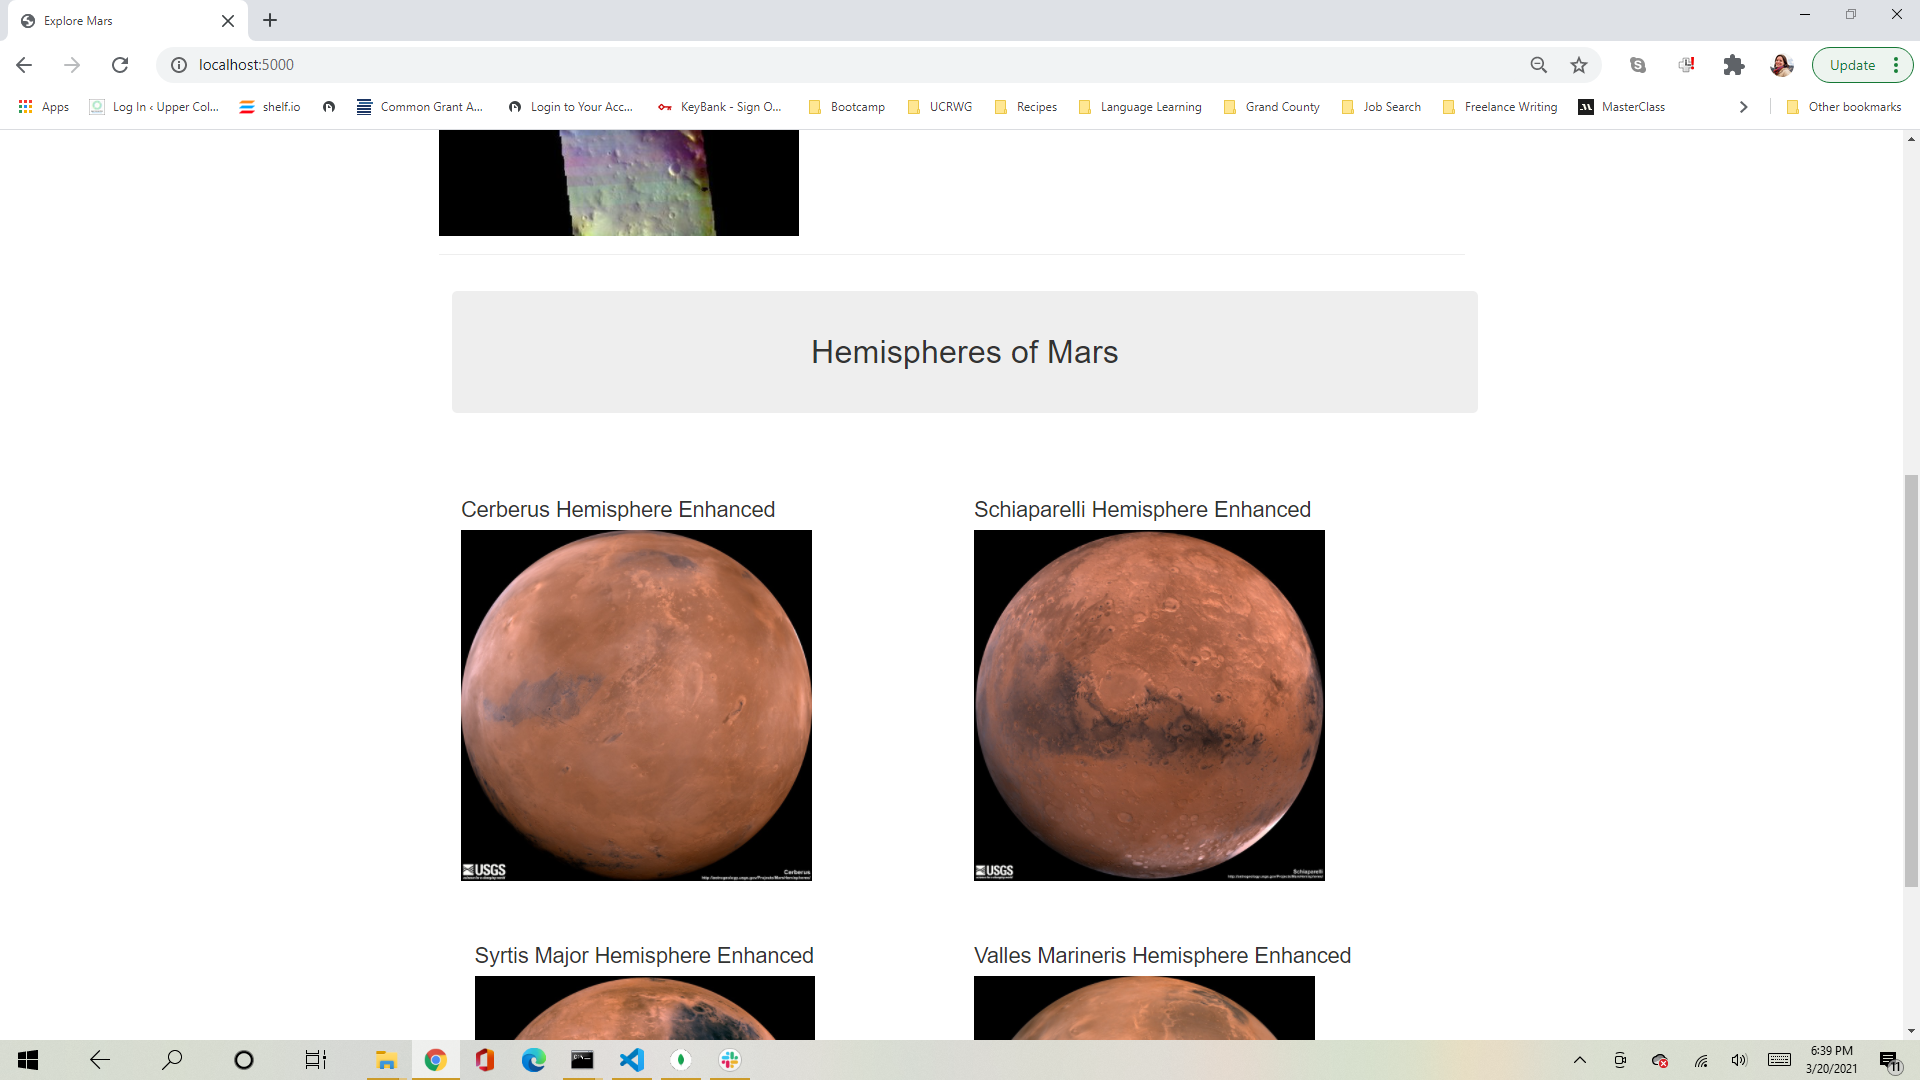 Explore Mars
localhost:5000
Update
Apps
Log In ‹ Upper Col...
shelf.io
Common Grant A...
Login to Your Acc...
KeyBank - Sign O...
Bootcamp
UCRWG
Recipes
Language Learning
Grand County
Job Search
Freelance Writing
MasterClass
Other bookmarks
Hemispheres of Mars
Cerberus Hemisphere Enhanced
Schiaparelli Hemisphere Enhanced
USGS
Cerberus
USGS
Schiaparelli
Syrtis Major Hemisphere Enhanced
Valles Marineris Hemisphere Enhanced
6:39 PM
3/20/2021
11